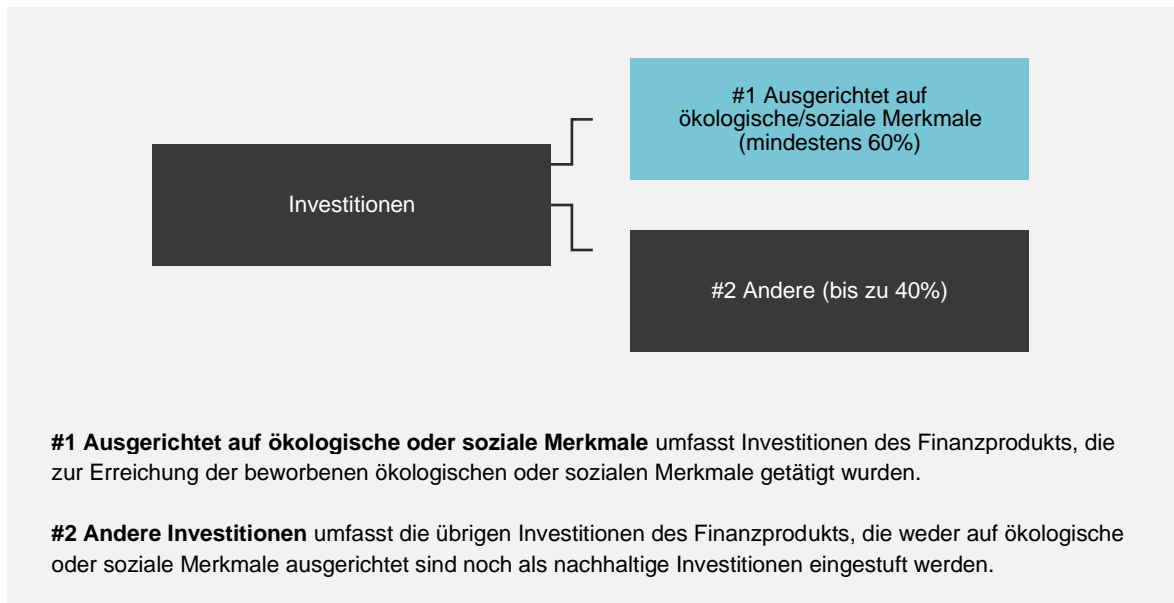 #1 Ausgerichtet auf
ökologische/soziale Merkmale
(mindestens 60%)
Investitionen
#2 Andere (bis zu 40%)
#1 Ausgerichtet auf ökologische oder soziale Merkmale umfasst Investitionen des Finanzprodukts, die
zur Erreichung der beworbenen ökologischen oder sozialen Merkmale getätigt wurden.
#2 Andere Investitionen umfasst die übrigen Investitionen des Finanzprodukts, die weder auf ökologische
oder soziale Merkmale ausgerichtet sind noch als nachhaltige Investitionen eingestuft werden.